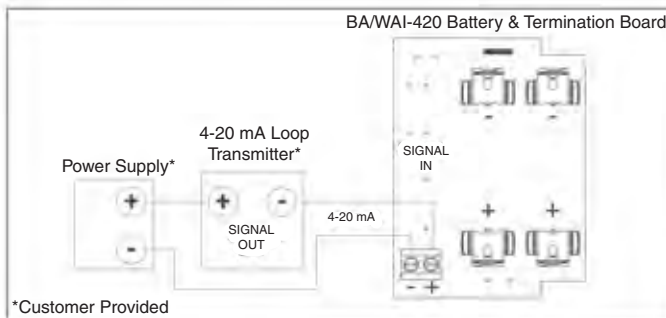 BA/WAI-420 Battery & Termination Board
4-20 mA Loop
Transmitter*
Power Supply*
SIGNAL
IN
+
+
-
SIGNAL
OUT
4-20 mA
-
- -
+ +
- +
*Customer Provided